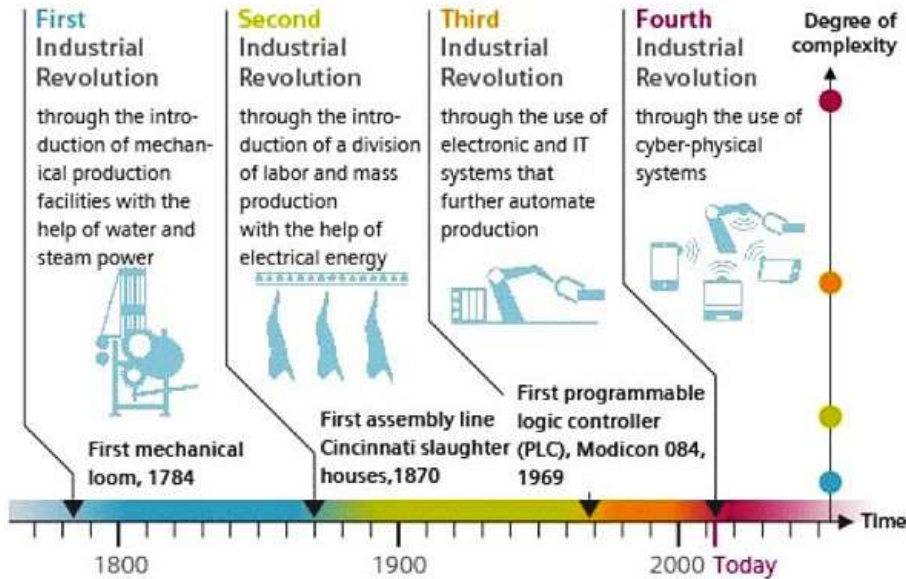 First
Industrial
Revolution
through the intro-
duction of mechan-
ical production
facilities with the
help of water and
steam power
Second
Industrial
Revolution
through the intro-
duction of a division
of labor and mass
production
with the help of
electrical energy
Third
Industrial
Revolution
through the use of
electronic and IT
systems that
further automate
production
Fourth
Industrial
Revolution
through the use of
cyber-physical
systems
Degree of
complexity
First mechanical
loom, 1784
First assembly line
Cincinnati slaughter
houses,1870
First programmable
logic controller
(PLC), Modicon 084,
1969
Time
1800
1900
2000
Today